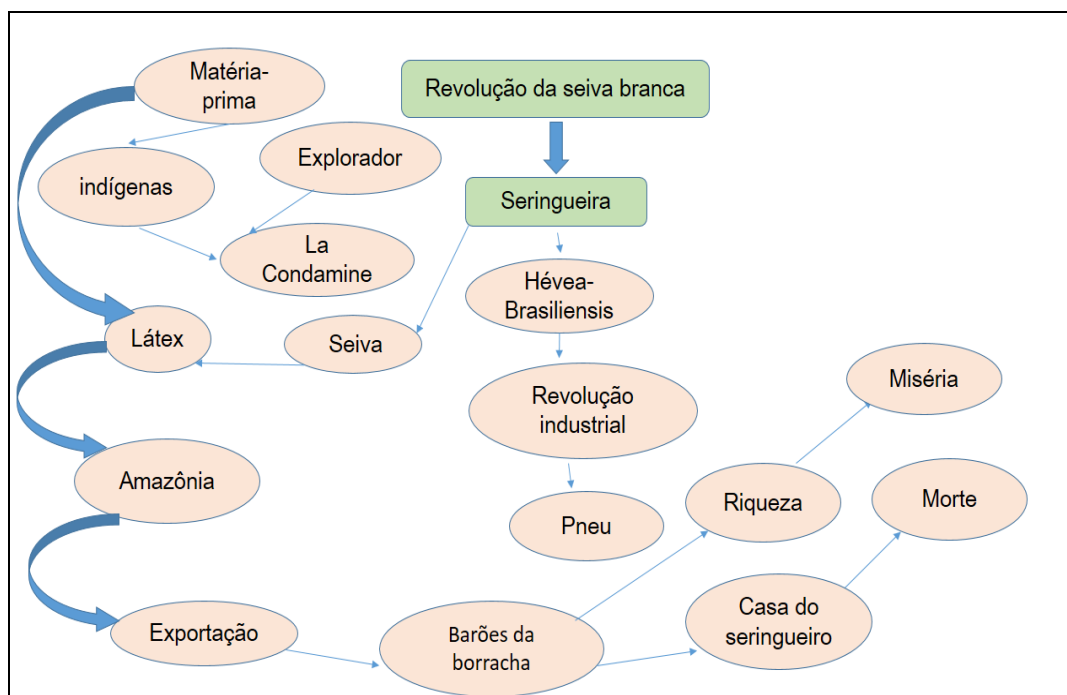 Matéria-
prima
Revolução da seiva branca
Explorador
indígenas
Seringueira
La
Condamine
Hévea-
Brasiliensis
Látex
Seiva
Revolução
industrial
Miséria
Amazônia
Riqueza
Morte
Pneu
Exportação
Barões da
borracha
Casa do
seringueiro